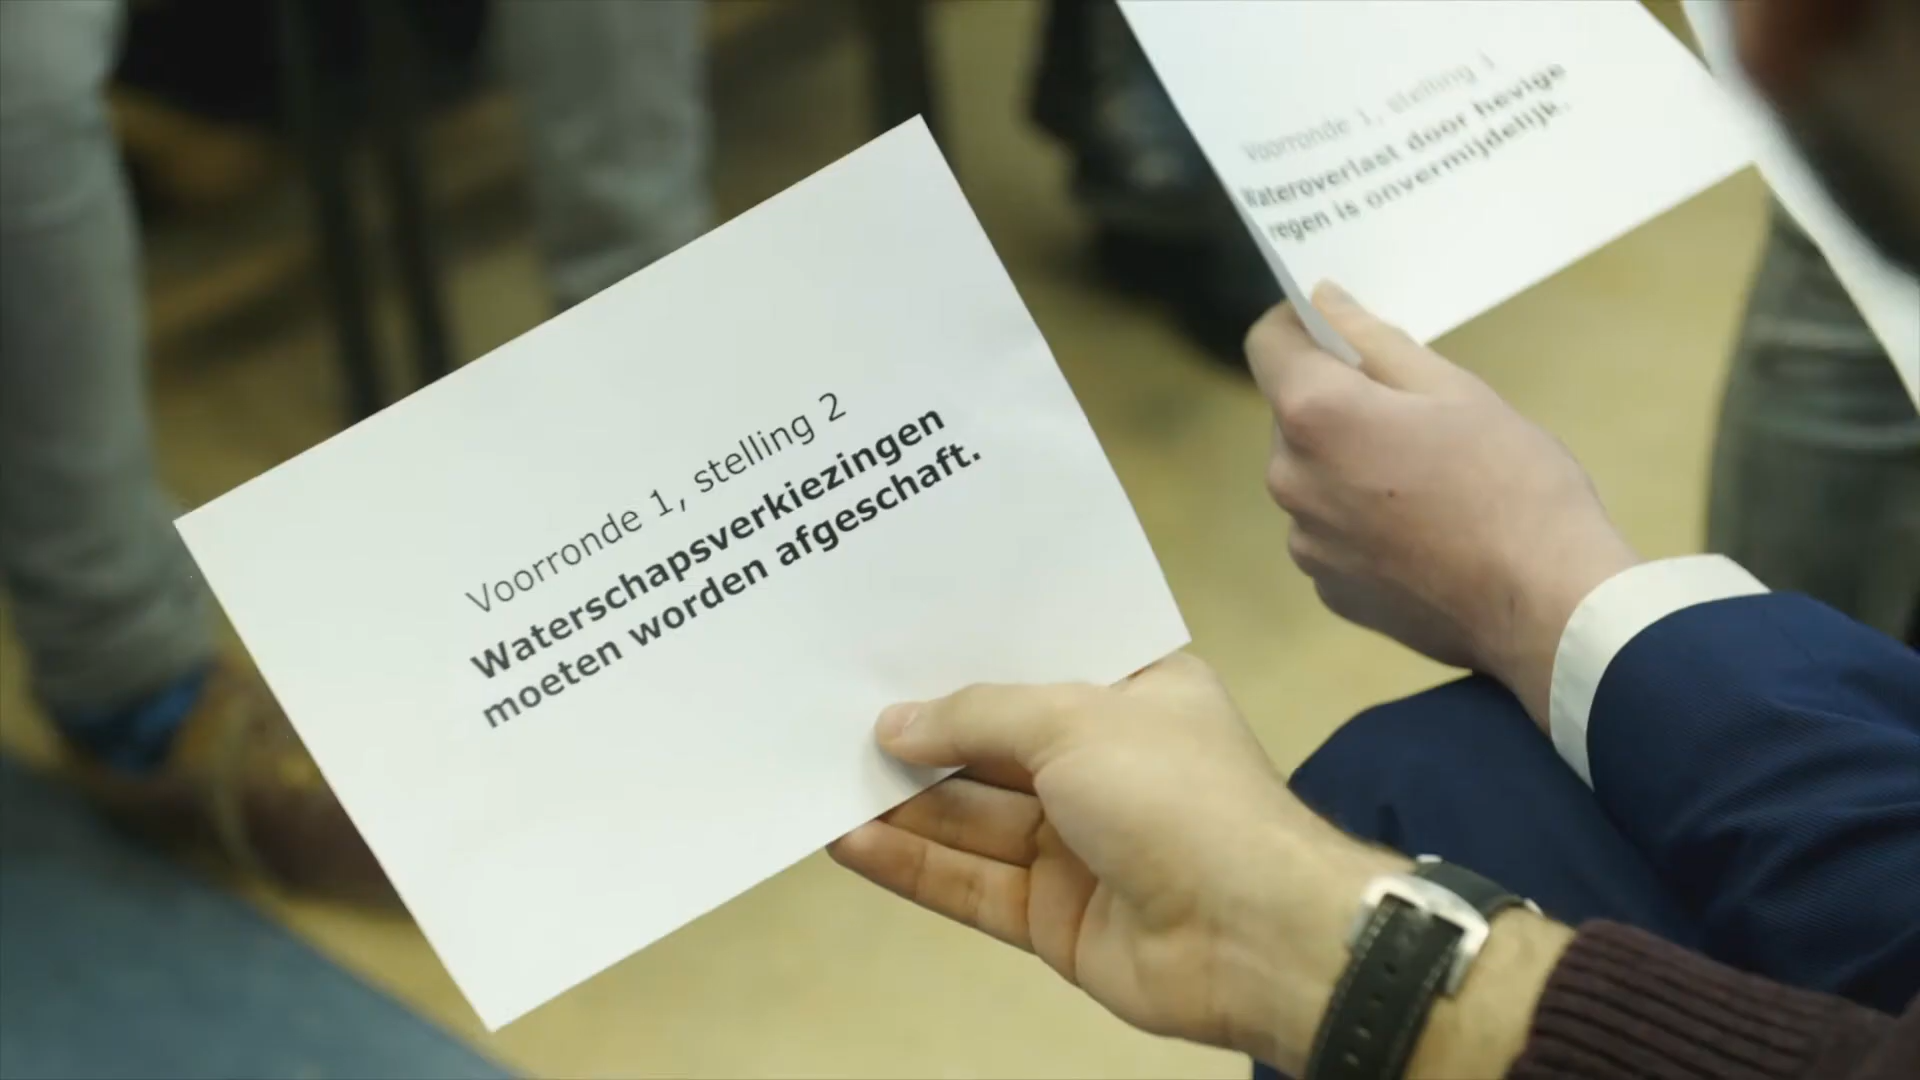 Voorronde 1, stelling 2
Waterschapsverkiezingen
moeten worden afgeschaft.
Voorronde 1, stelling 1
Wateroverlast door hevige
regen is onvermijdelijk.